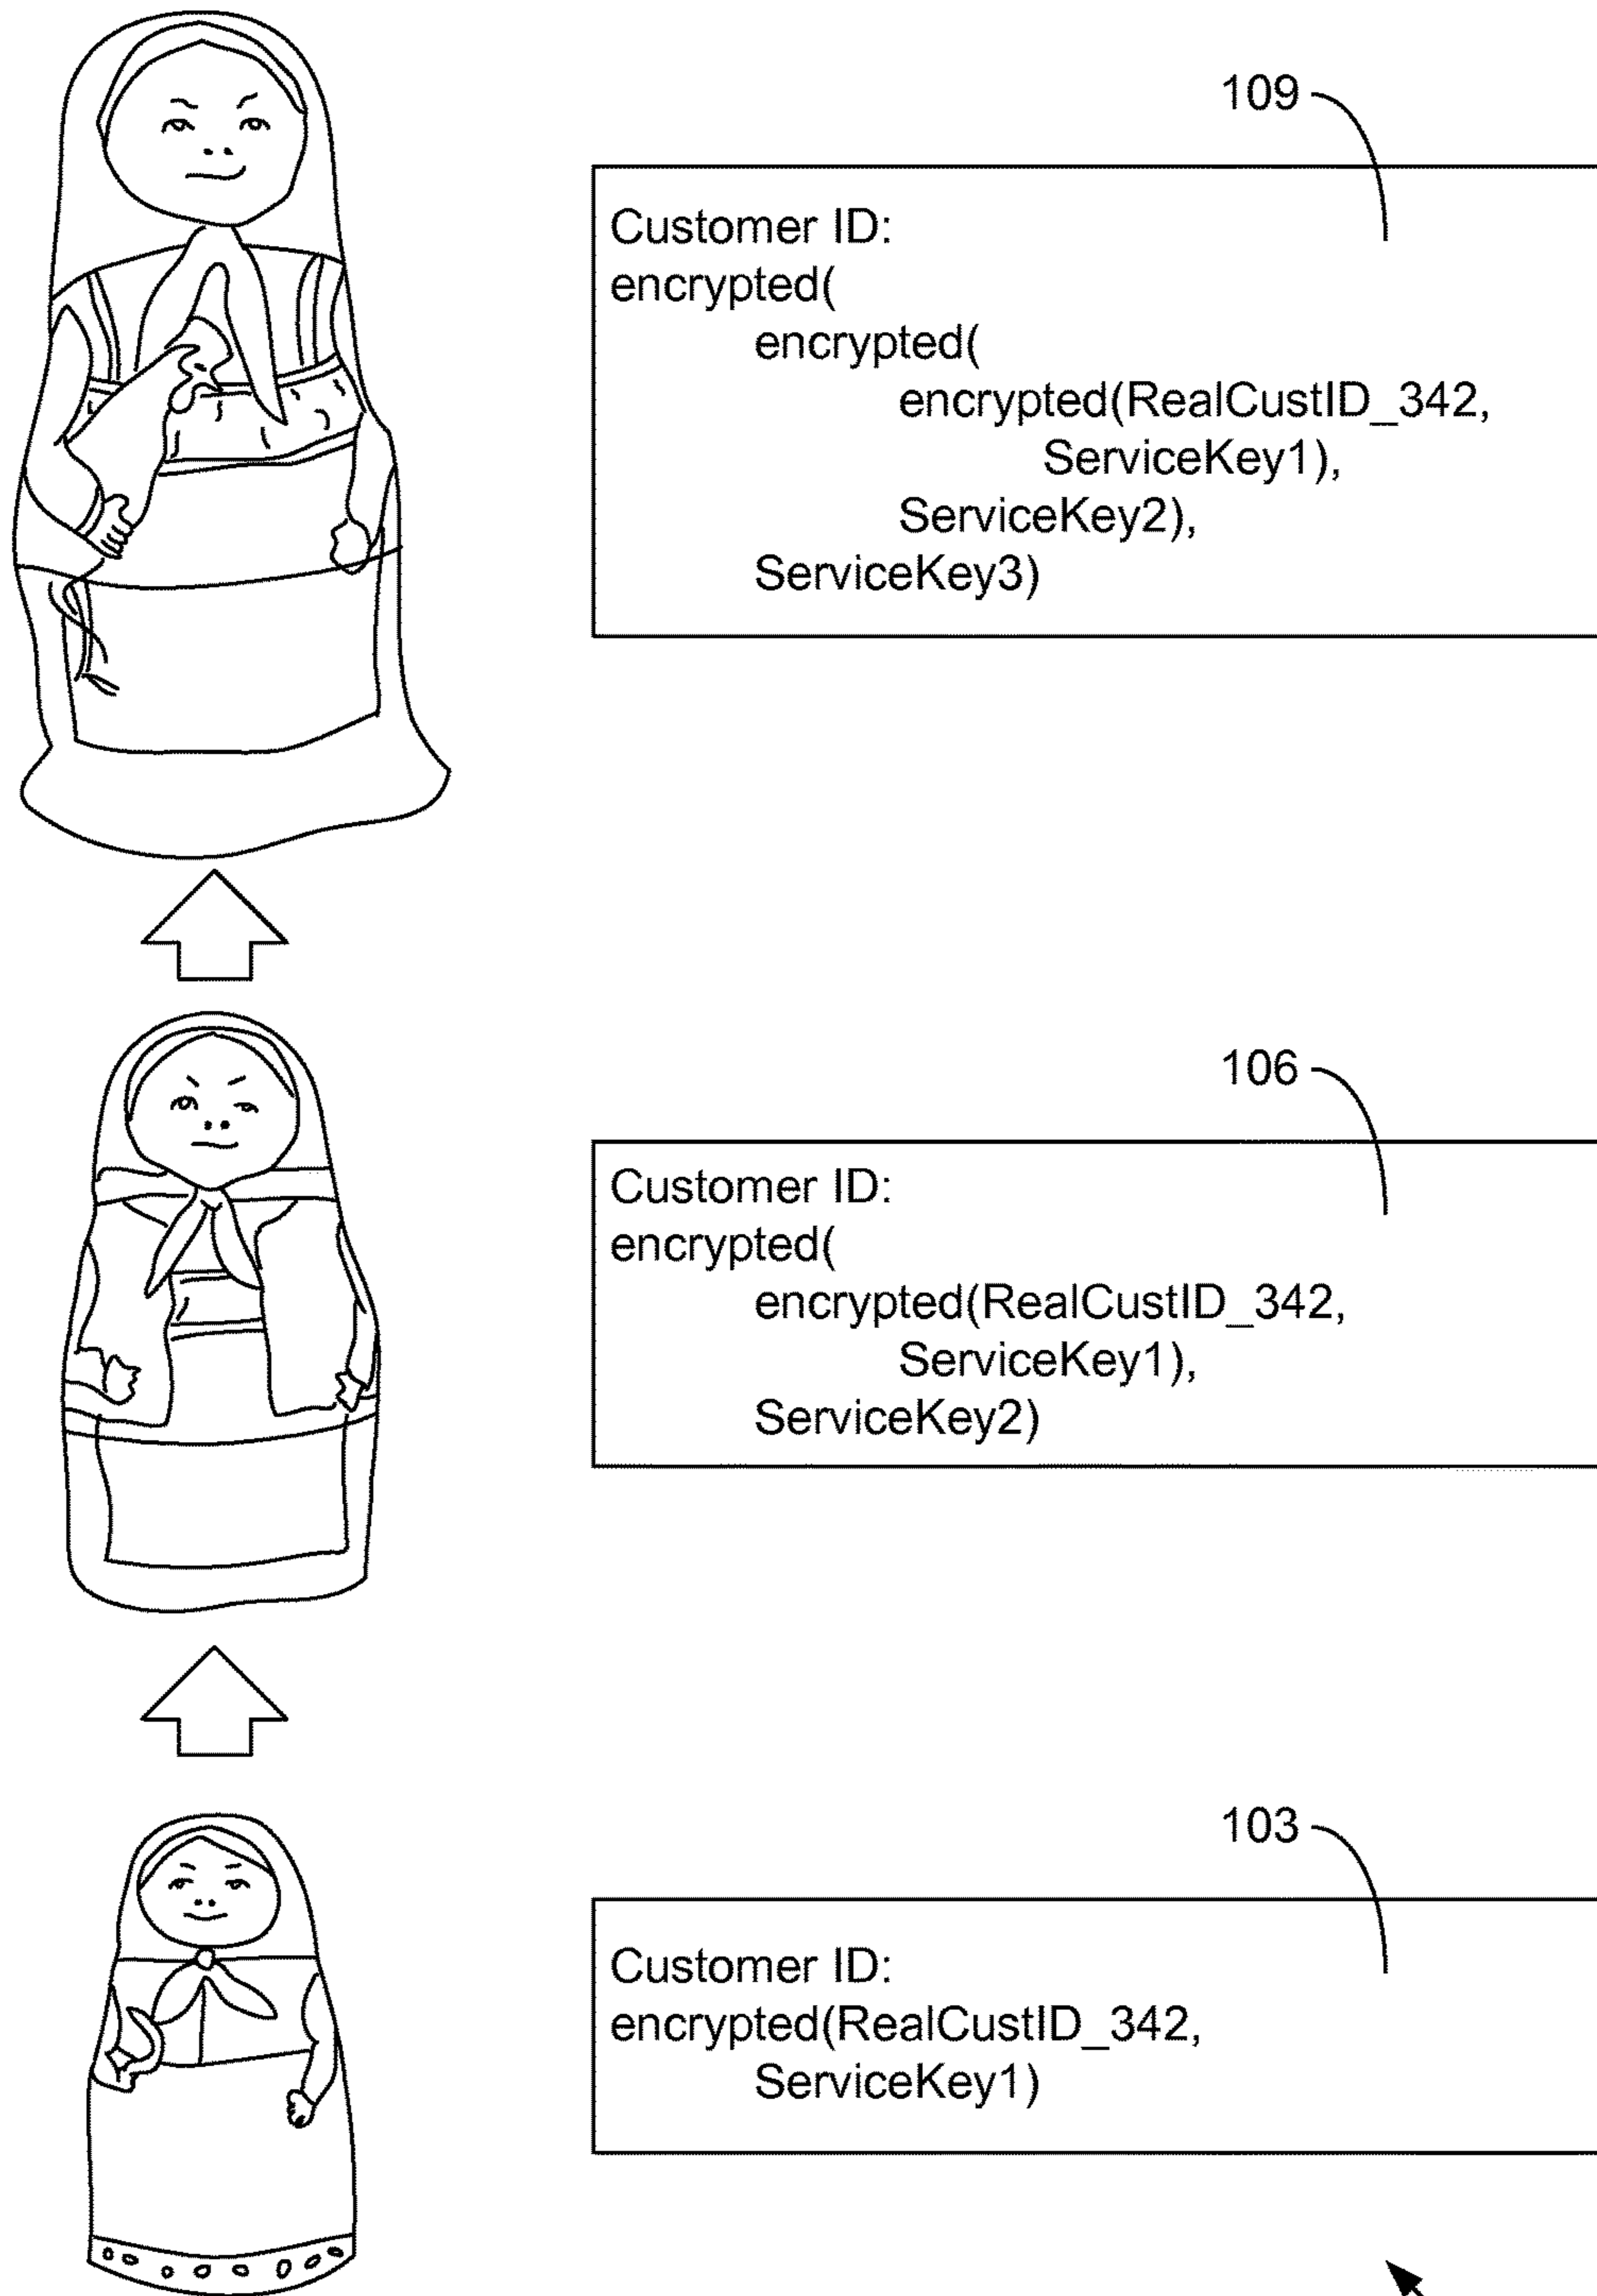 109
Customer ID:
encrypted(
encrypted(
encrypted(RealCustID_342,
ServiceKey1),
ServiceKey2),
ServiceKey3)
106
Customer ID:
encrypted(
encrypted(RealCustID_342,
ServiceKey1),
ServiceKey2)
103
Customer ID:
encrypted(RealCustID_342,
ServiceKey1)